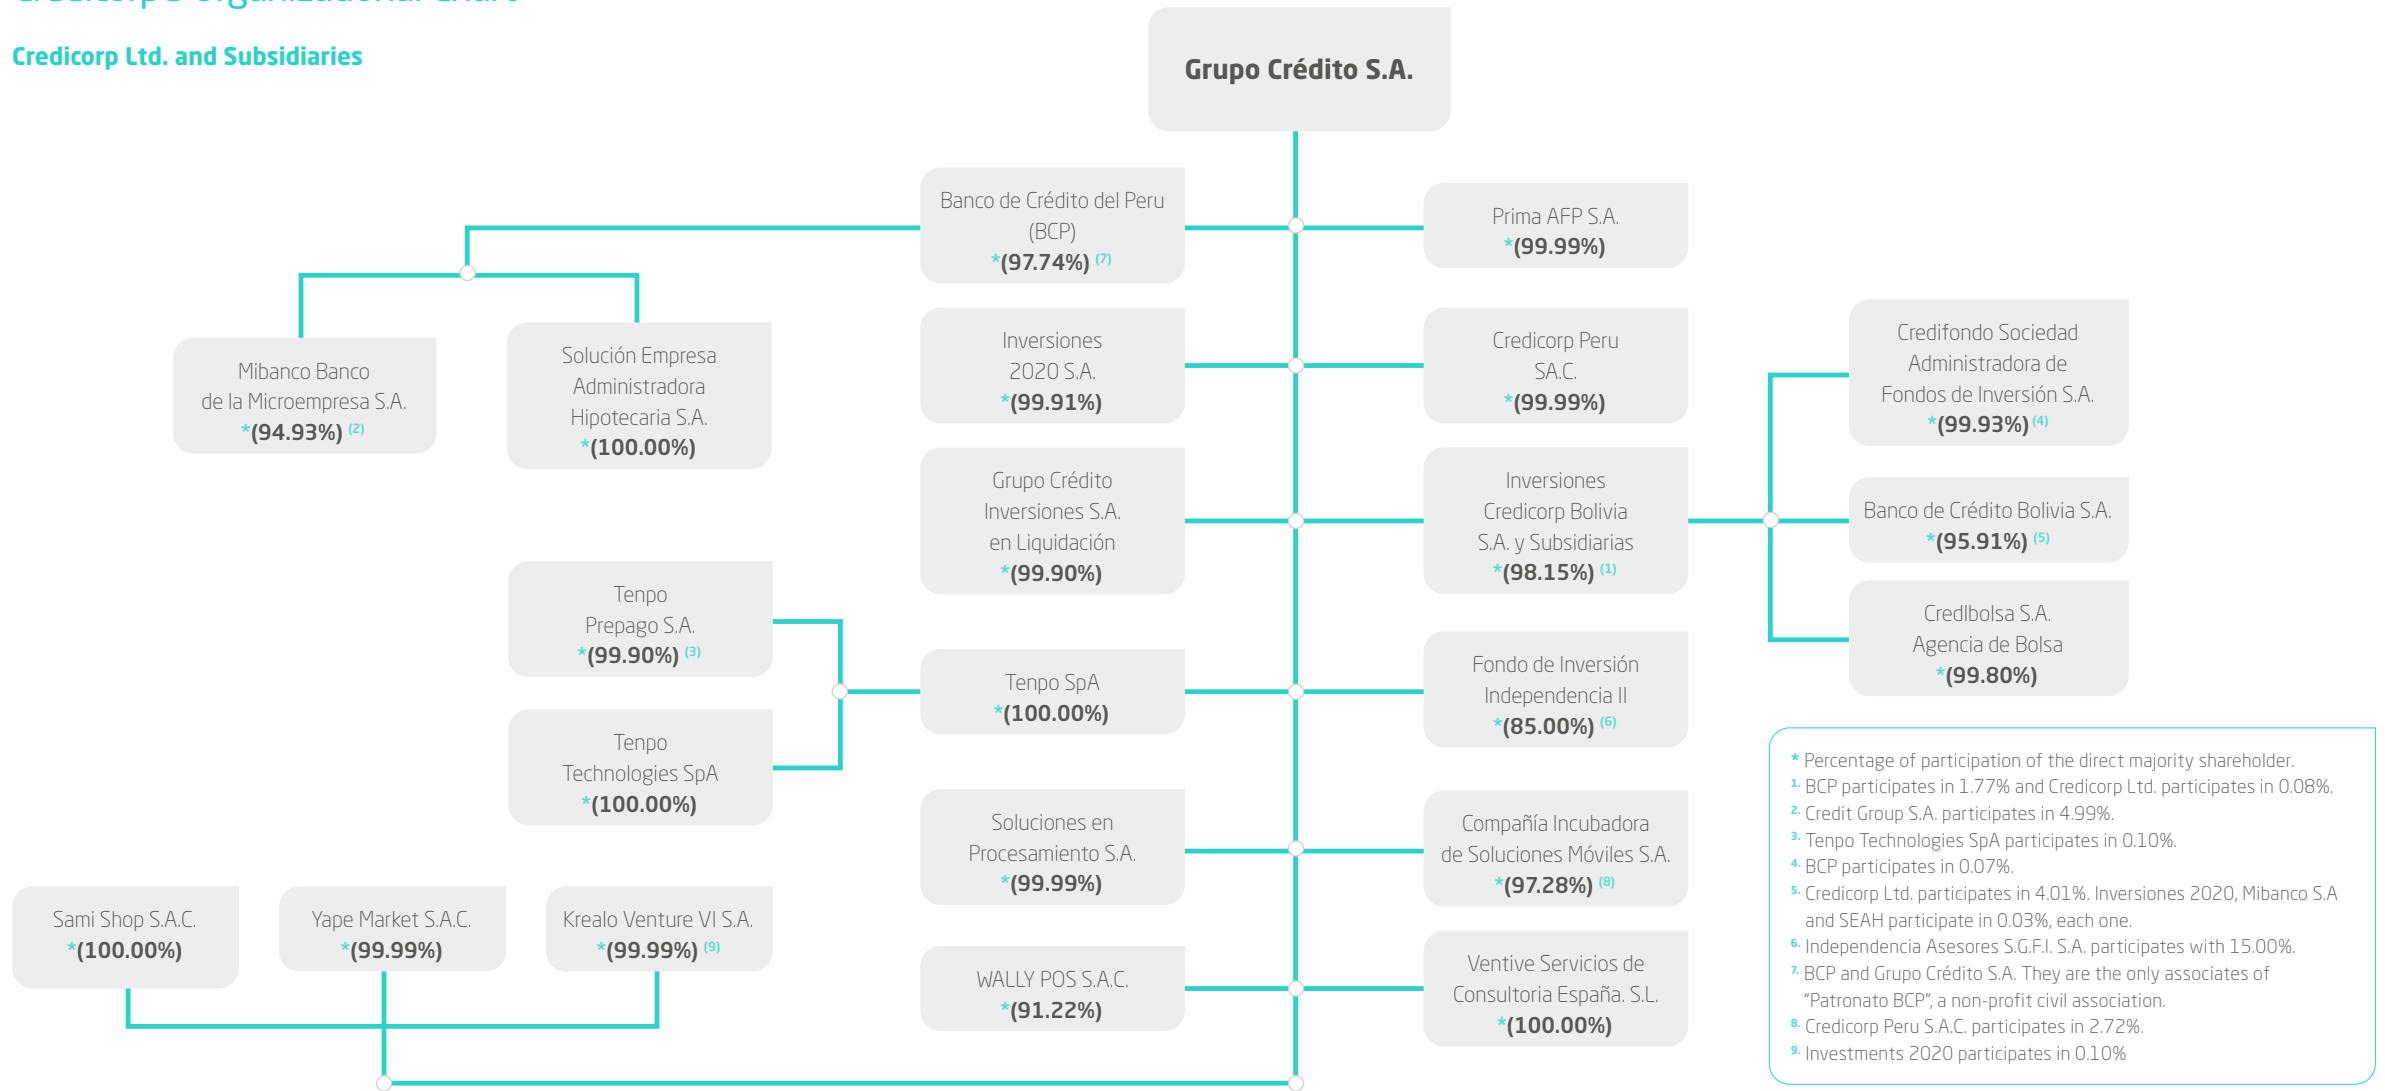 Credicorp's Organizational Chart
Credicorp Ltd. and Subsidiaries
Grupo Crédito S.A.
Banco de Crédito del Peru
(BCP)
*(97.74%) (7)
Prima AFP S.A.
*(99.99%)
Mibanco Banco
de la Microempresa S.A.
*(94.93%) (2)
Solución Empresa
Administradora
Hipotecaria S.A.
*(100.00%)
Inversiones
2020 S.A.
*(99.91%)
Credicorp Peru
SA.C.
*(99.99%)
Credifondo Sociedad
Administradora de
Fondos de Inversión S.A.
*(99.93%) (4)
Grupo Crédito
Inversiones S.A.
en Liquidación
*(99.90%)
Inversiones
Credicorp Bolivia
S.A. y Subsidiarias
*(98.15%) (1)
Banco de Crédito Bolivia S.A.
*(95.91%) (5)
Credlbolsa S.A.
Agencia de Bolsa
*(99.80%)
Tenpo
Prepago S.A.
*(99.90%) (3)
Tenpo
Technologies SpA
*(100.00%)
Tenpo SpA
*(100.00%)
Fondo de Inversión
Independencia II
*(85.00%) (6)
Soluciones en
Procesamiento S.A.
*(99.99%)
Compañía Incubadora
de Soluciones Móviles S.A.
*(97.28%) (8)
Sami Shop S.A.C.
*(100.00%)
Yape Market S.A.C.
*(99.99%)
Krealo Venture VI S.A.
*(99.99%) (9)
WALLY POS S.A.C.
*(91.22%)
Ventive Servicios de
Consultoria España. S.L.
*(100.00%)
* Percentage of participation of the direct majority shareholder.
1. BCP participates in 1.77% and Credicorp Ltd. participates in 0.08%.
2. Credit Group S.A. participates in 4.99%.
3. Tenpo Technologies SpA participates in 0.10%.
4. BCP participates in 0.07%.
5. Credicorp Ltd. participates in 4.01%. Inversiones 2020, Mibanco S.A
and SEAH participate in 0.03%, each one.
6. Independencia Asesores S.G.F.I. S.A. participates with 15.00%.
7. BCP and Grupo Crédito S.A. They are the only associates of
"Patronato BCP", a non-profit civil association.
8. Credicorp Peru S.A.C. participates in 2.72%.
9. Investments 2020 participates in 0.10%